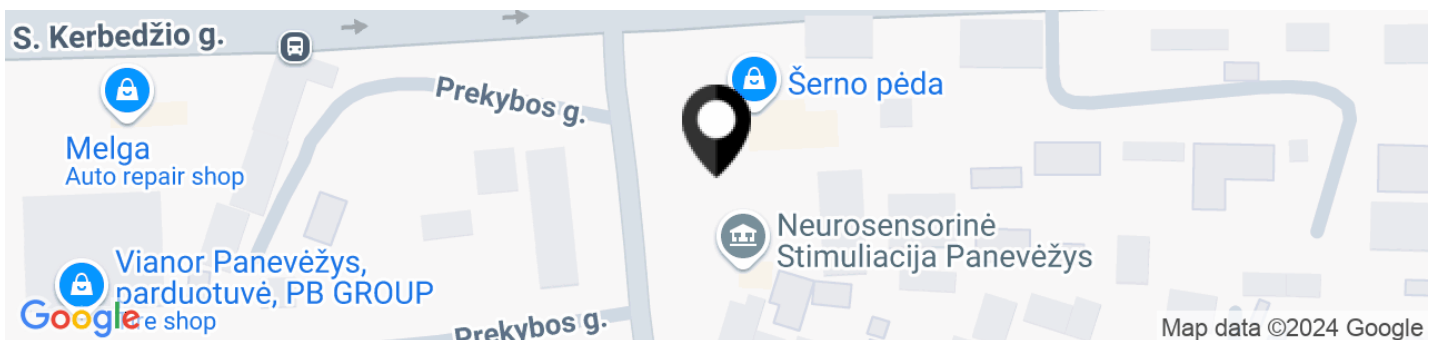 S. Kerbedžio g.
Prekybos g.
Šerno pėda
Melga
Auto repair shop
Neurosensorinė
Stimuliacija Panevėžys
Vianor Panevėžys,
parduotuvė, PB GROUP
Google
re shop
Prekybos g.
Map data ©2024 Google